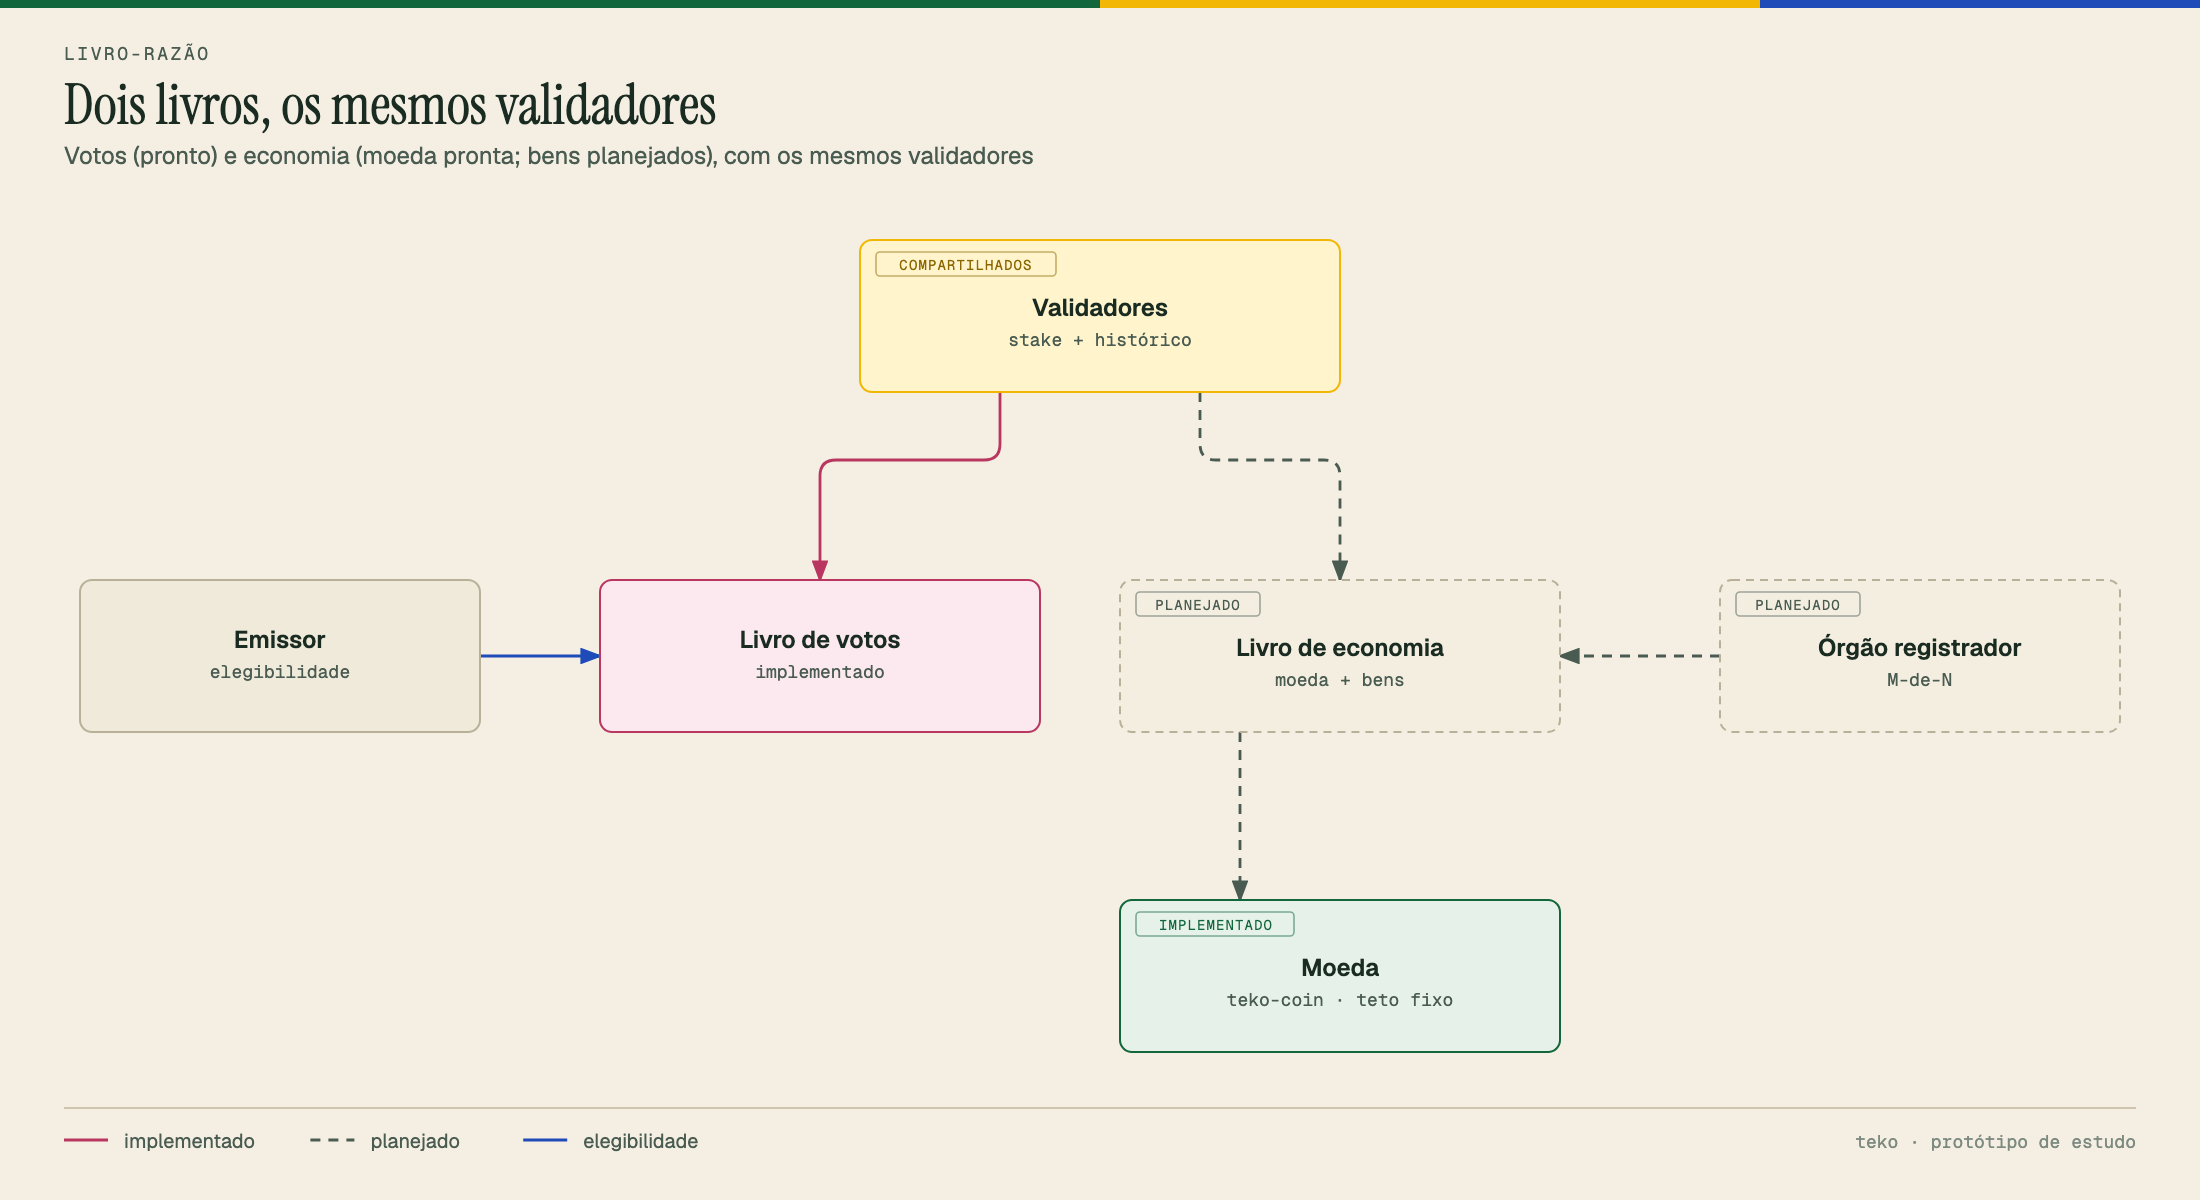 LIVRO-RAZÃO
Dois livros, os mesmos validadores
Votos (pronto) e economia (moeda pronta; bens planejados), com os mesmos validadores
COMPARTILHADOS
Validadores
stake + histórico
Emissor
elegibilidade
Livro de votos
implementado
PLANEJADO
Livro de economia
moeda + bens
PLANEJADO
Órgão registrador
M-de-N
IMPLEMENTADO
Moeda
teko-coin · teto fixo
implementado
planejado
elegibilidade
teko · protótipo de estudo